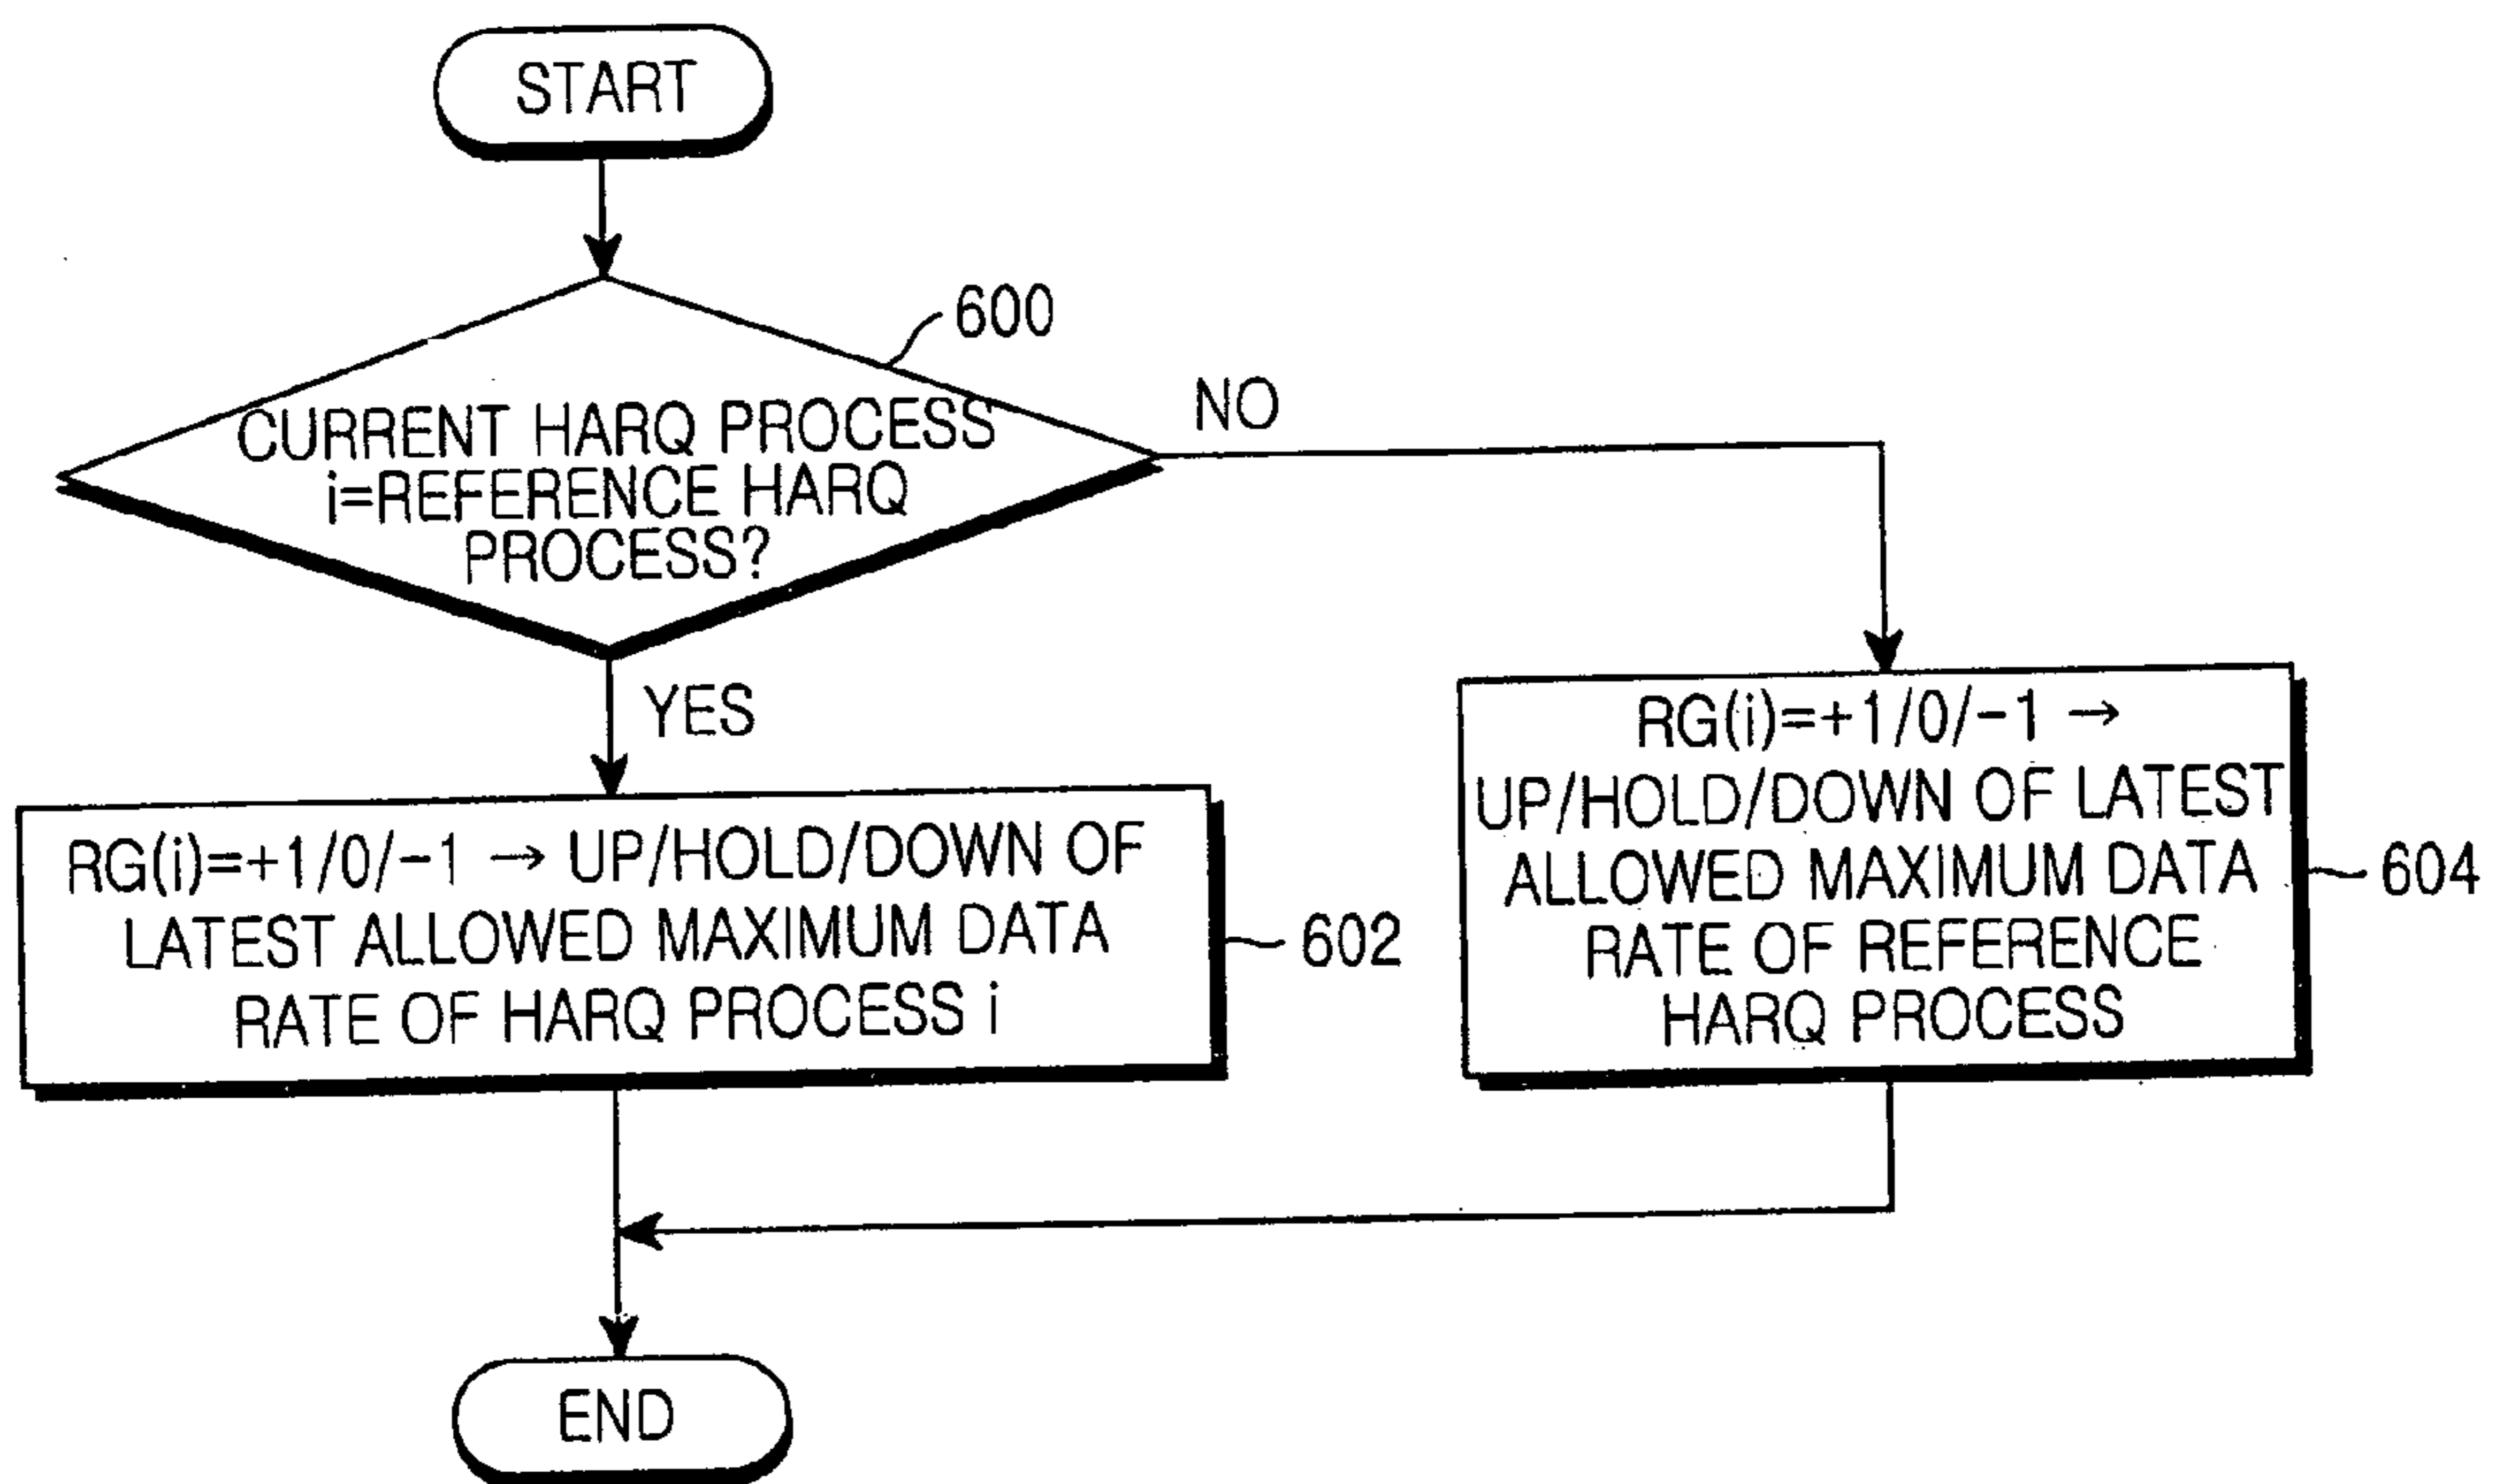 START
600
CURRENT HARQ PROCESS
i=REFERENCE HARQ
PROCESS?
NO
YES
RG(i)=+1/0/-1 → UP/HOLD/DOWN OF
LATEST ALLOWED MAXIMUM DATA
RATE OF HARQ PROCESS i
602
RG(i)=+1/0/-1 →
UP/HOLD/DOWN OF LATEST
ALLOWED MAXIMUM DATA
RATE OF REFERENCE
HARQ PROCESS
604
END